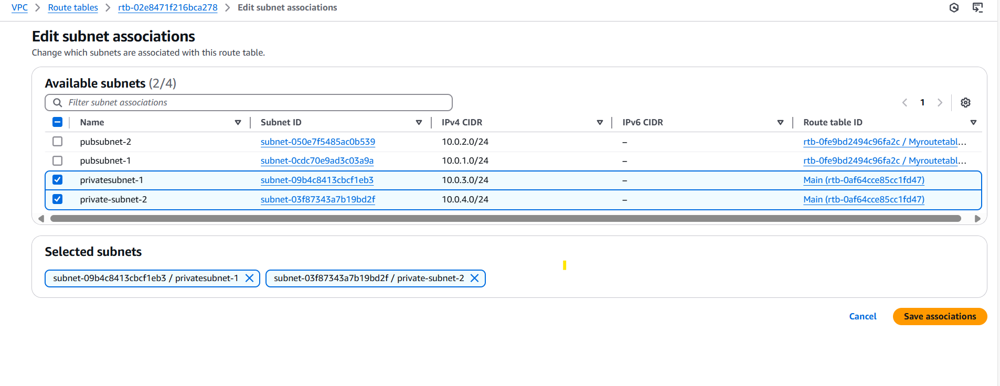 VPC > Route tables > rtb-02e8471f216bca278 > Edit subnet associations
Edit subnet associations
Change which subnets are associated with this route table.
Available subnets (2/4)
Filter subnet associations
1
Name Subnet ID IPv4 CIDR IPv6 CIDR Route table ID
pubsubnet-2 subnet-050e7f5485ac0b539 10.0.2.0/24 – rtb-0fe9bd2494c96fa2c / Myroutetabl...
pubsubnet-1 subnet-0cdc70e9ad3c03a9a 10.0.1.0/24 – rtb-0fe9bd2494c96fa2c / Myroutetabl...
privatesubnet-1 subnet-09b4c8413cbcf1eb3 10.0.3.0/24 – Main (rtb-0af64cce85cc1fd47)
private-subnet-2 subnet-03f87343a7b19bd2f 10.0.4.0/24 – Main (rtb-0af64cce85cc1fd47)
Selected subnets
subnet-09b4c8413cbcf1eb3 / privatesubnet-1 subnet-03f87343a7b19bd2f / private-subnet-2
Cancel Save associations